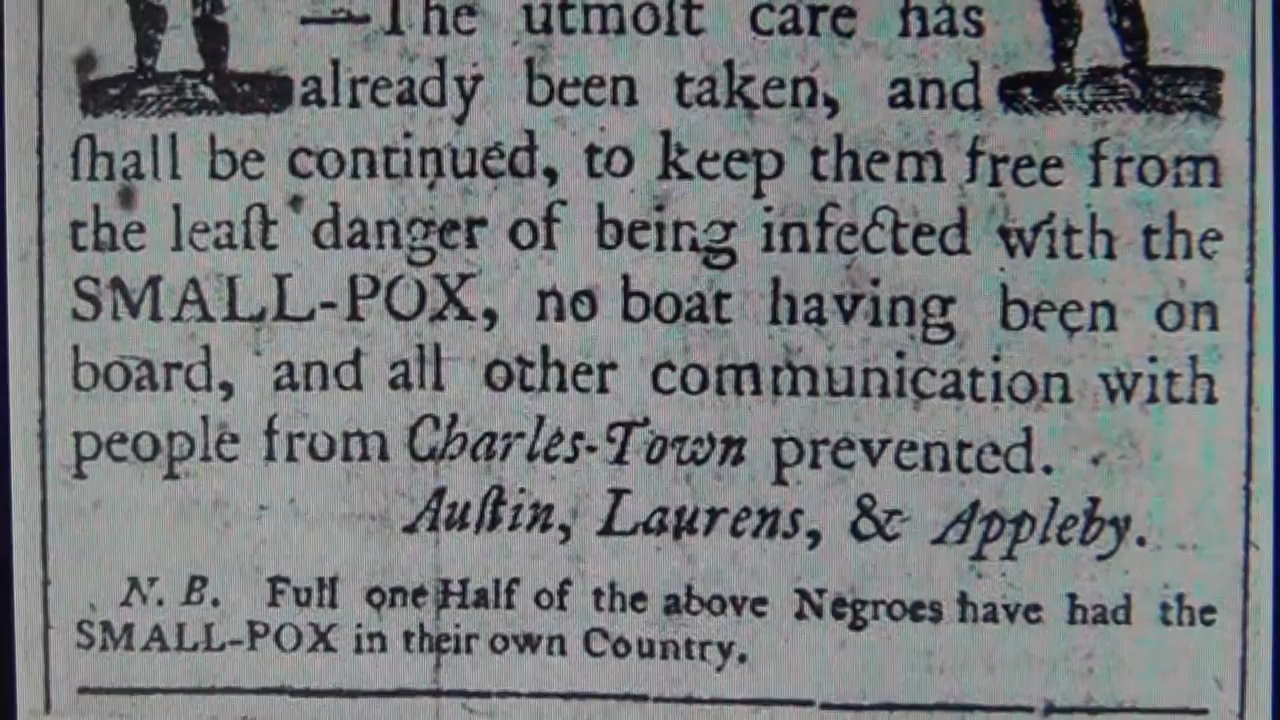 —The utmoſt care has
already been taken, and
ſhall be continued, to keep them free from
the leaſt danger of being infected with the
SMALL-POX, no boat having been on
board, and all other communication with
people from Charles-Town prevented.
Auſtin, Laurens, & Appleby.
N. B. Full one Half of the above Negroes have had the
SMALL-POX in their own Country.